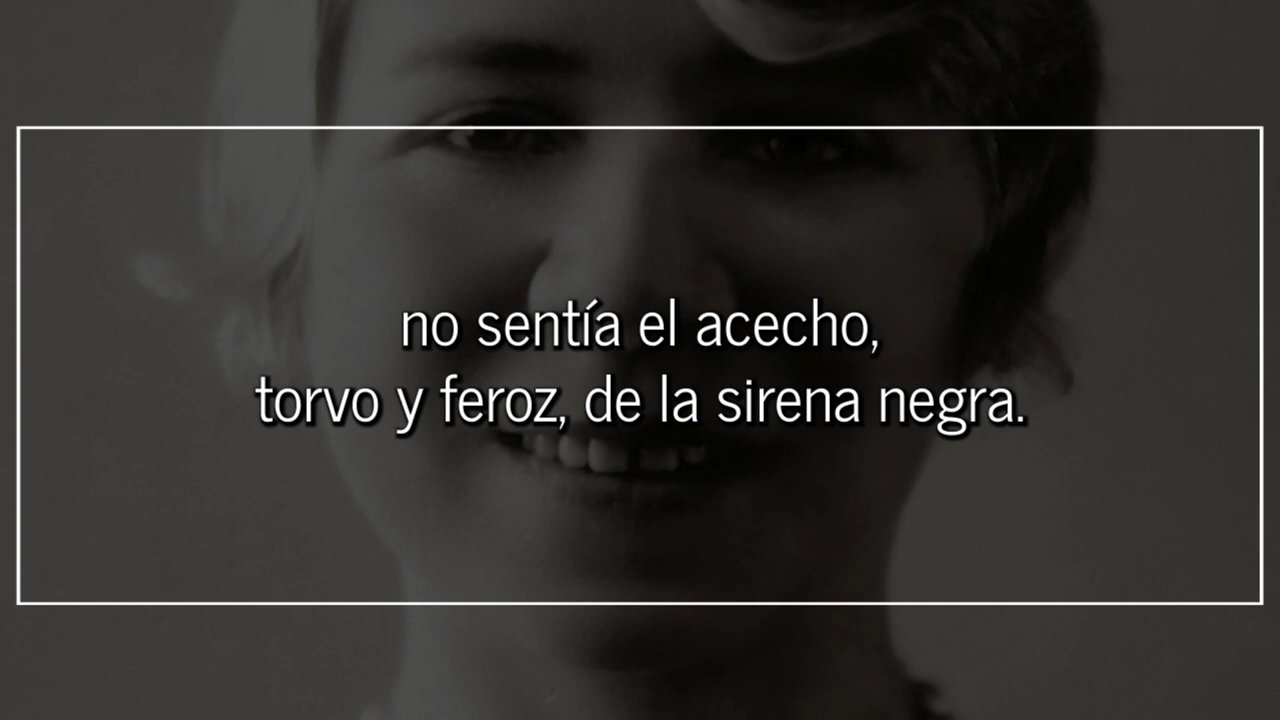 no sentía el acecho,
torvo y feroz, de la sirena negra.